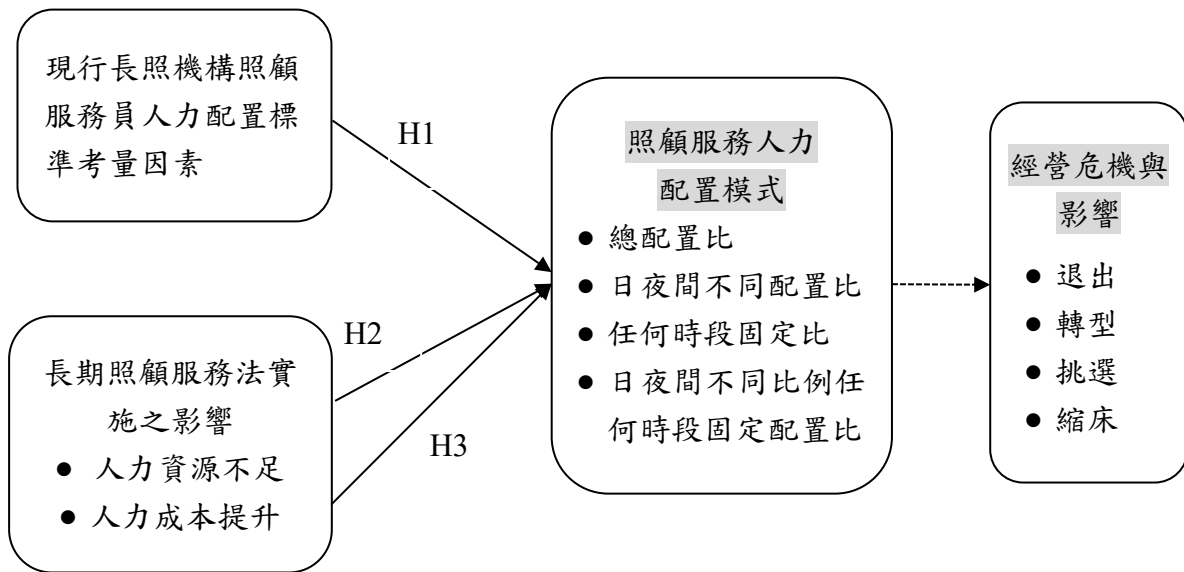 現行長照機構照顧
服務員人力配置標
準考量因素
H1
長期照顧服務法實
施之影響
● 人力資源不足
● 人力成本提升
H2
H3
照顧服務人力
配置模式
● 總配置比
● 日夜間不同配置比
● 任何時段固定比
● 日夜間不同比例任
何時段固定配置比
經營危機與
影響
● 退出
● 轉型
● 挑選
● 縮床